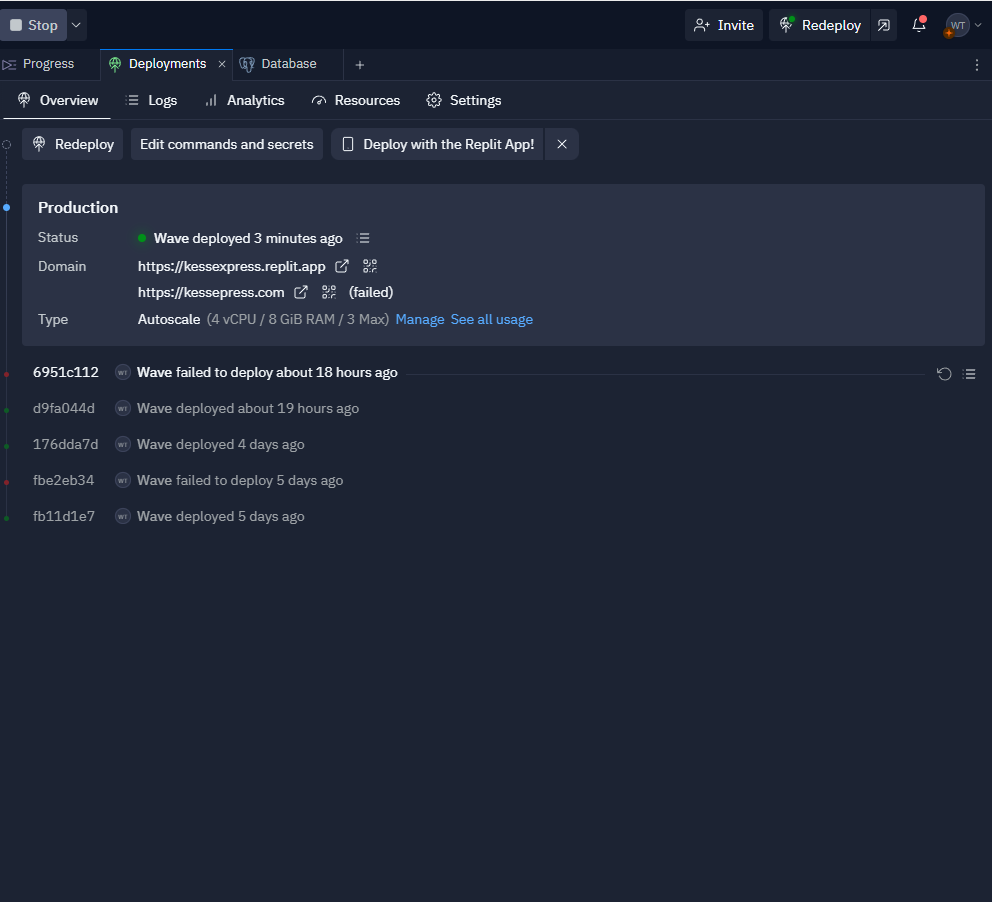 Stop Invite Redeploy WT
Progress Deployments × Database +
Overview Logs Analytics Resources Settings
Redeploy Edit commands and secrets Deploy with the Replit App! ×
Production
Status Wave deployed 3 minutes ago
Domain https://kessexpress.replit.app
https://kessepress.com (failed)
Type Autoscale (4 vCPU / 8 GiB RAM / 3 Max) Manage See all usage
6951c112 WT Wave failed to deploy about 18 hours ago
d9fa044d WT Wave deployed about 19 hours ago
176dda7d WT Wave deployed 4 days ago
fbe2eb34 WT Wave failed to deploy 5 days ago
fb11d1e7 WT Wave deployed 5 days ago